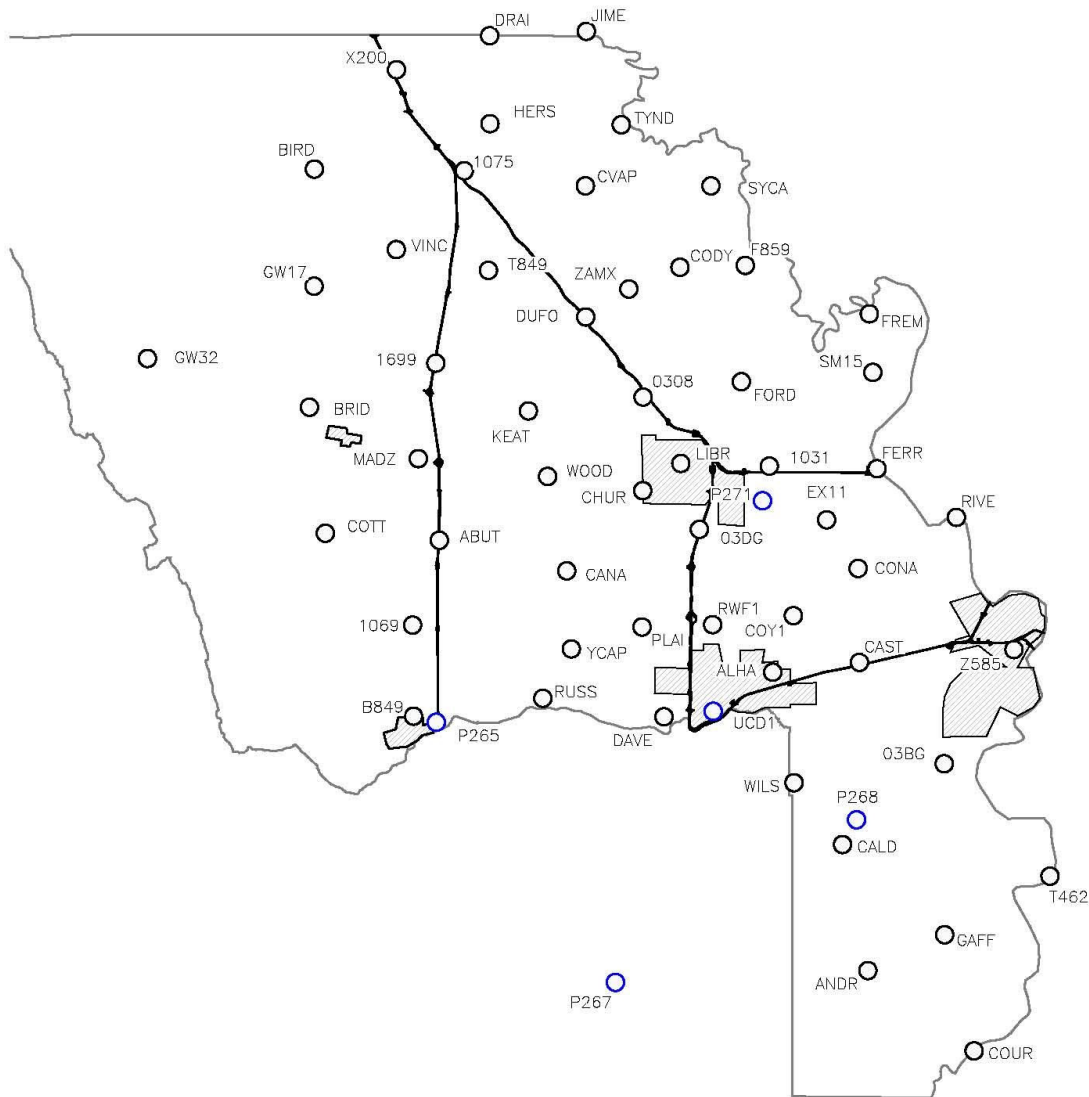 JIME
DRAI
X200
HERS
TYND
BIRD
1075
CVAP
SYCA
VINC
T849
CODY
F859
GW17
ZAMX
DUFO
FREM
GW32
1699
SM15
0308
FORD
BRID
KEAT
MADZ
WOOD
LIBR
1031
FERR
CHUR
P271
EX11
RIVE
COTT
ABUT
03DG
CANA
CONA
1069
PLAI
RWF1
COY1
YCAP
ALHA
CAST
Z585
RUSS
B849
P265
DAVE
UCD1
03BG
WILS
P268
CALD
T462
GAFF
ANDR
P267
COUR